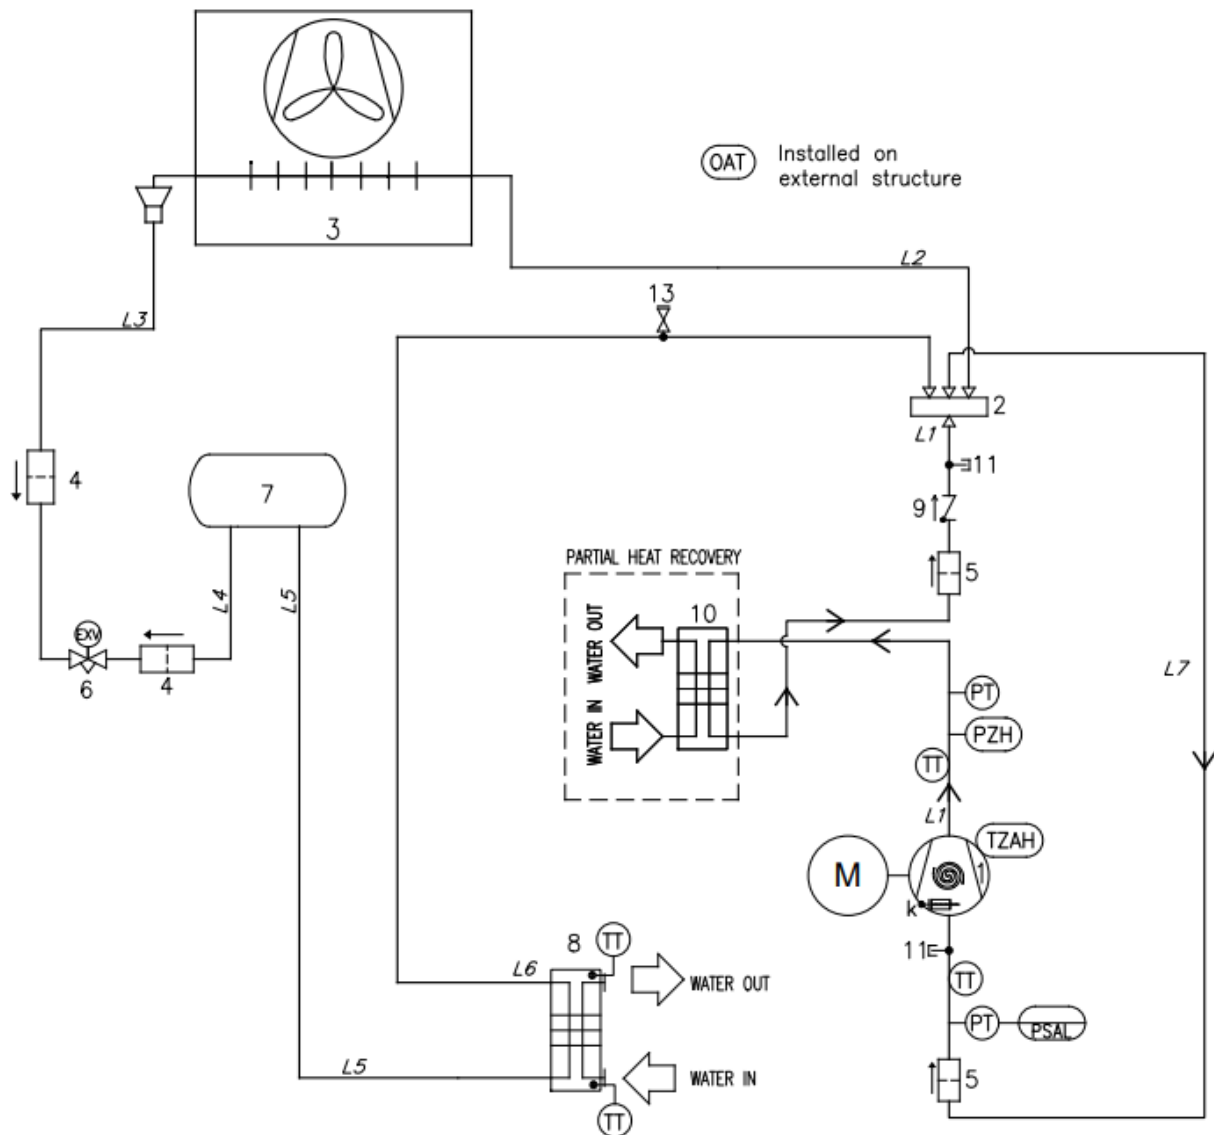 OAT
Installed on
external structure
3
L2
13
L3
2
L1
11
4
7
9
5
PARTIAL HEAT RECOVERY
L4
L5
10
WATER OUT
WATER IN
EXV
6
4
L7
PT
PZH
TT
L1
TZAH
M
1
k
11
TT
8
TT
L6
WATER OUT
PT
PSAL
L5
WATER IN
5
TT